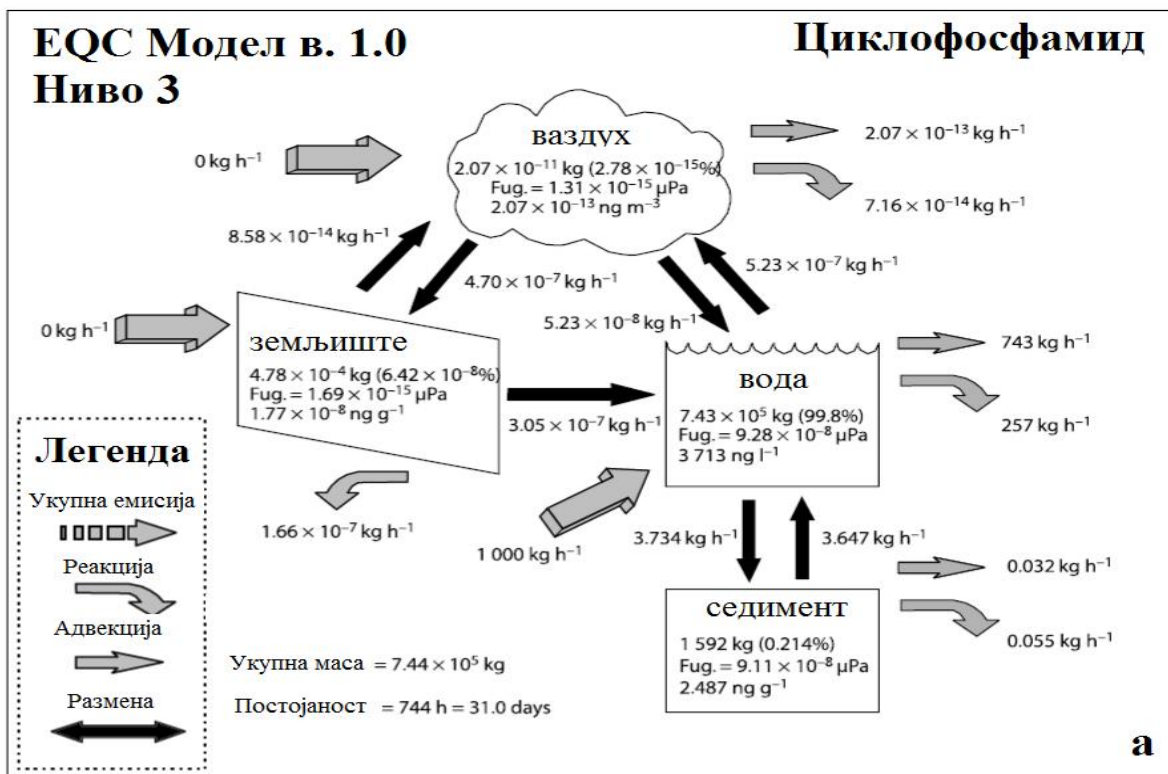 EQC Модел в. 1.0
Ниво 3
Циклофосфамид
0 kg h⁻¹
ваздух
2.07 × 10⁻¹¹ kg (2.78 × 10⁻¹⁵%)
Fug. = 1.31 × 10⁻¹⁵ µPa
2.07 × 10⁻¹³ ng m⁻³
2.07 × 10⁻¹³ kg h⁻¹
7.16 × 10⁻¹⁴ kg h⁻¹
8.58 × 10⁻¹⁴ kg h⁻¹
4.70 × 10⁻⁷ kg h⁻¹
5.23 × 10⁻⁸ kg h⁻¹
5.23 × 10⁻⁷ kg h⁻¹
0 kg h⁻¹
земљиште
4.78 × 10⁻⁴ kg (6.42 × 10⁻⁸%)
Fug. = 1.69 × 10⁻¹⁵ µPa
1.77 × 10⁻⁸ ng g⁻¹
3.05 × 10⁻⁷ kg h⁻¹
1.66 × 10⁻⁷ kg h⁻¹
вода
7.43 × 10⁵ kg (99.8%)
Fug. = 9.28 × 10⁻⁸ µPa
3 713 ng l⁻¹
743 kg h⁻¹
257 kg h⁻¹
1 000 kg h⁻¹
3.734 kg h⁻¹
3.647 kg h⁻¹
седимент
1 592 kg (0.214%)
Fug. = 9.11 × 10⁻⁸ µPa
2.487 ng g⁻¹
0.032 kg h⁻¹
0.055 kg h⁻¹
Легенда
Укупна емисија
Реакција
Адвекција
Размена
Укупна маса = 7.44 × 10⁵ kg
Постојаност = 744 h = 31.0 days
а